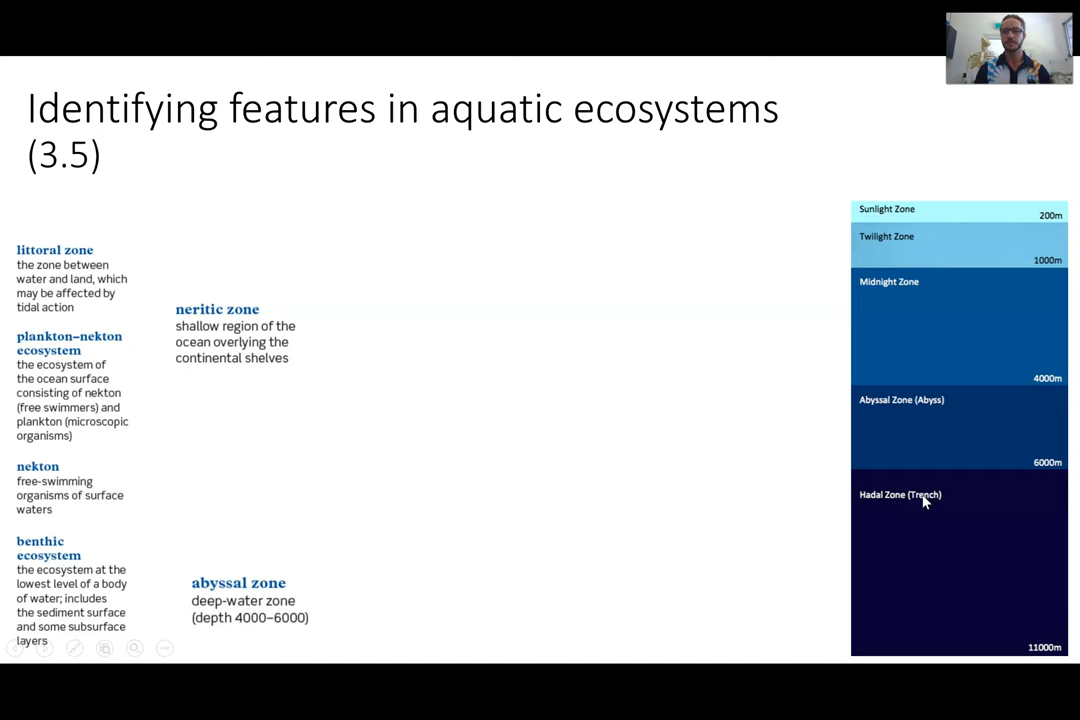 Identifying features in aquatic ecosystems
(3.5)
littoral zone
the zone between
water and land, which
may be affected by
tidal action
plankton–nekton
ecosystem
the ecosystem of
the ocean surface
consisting of nekton
(free swimmers) and
plankton (microscopic
organisms)
nekton
free-swimming
organisms of surface
waters
benthic
ecosystem
the ecosystem at the
lowest level of a body
of water; includes
the sediment surface
and some subsurface
layers
neritic zone
shallow region of the
ocean overlying the
continental shelves
abyssal zone
deep-water zone
(depth 4000–6000)
Sunlight Zone
200m
Twilight Zone
1000m
Midnight Zone
4000m
Abyssal Zone (Abyss)
6000m
Hadal Zone (Trench)
11000m